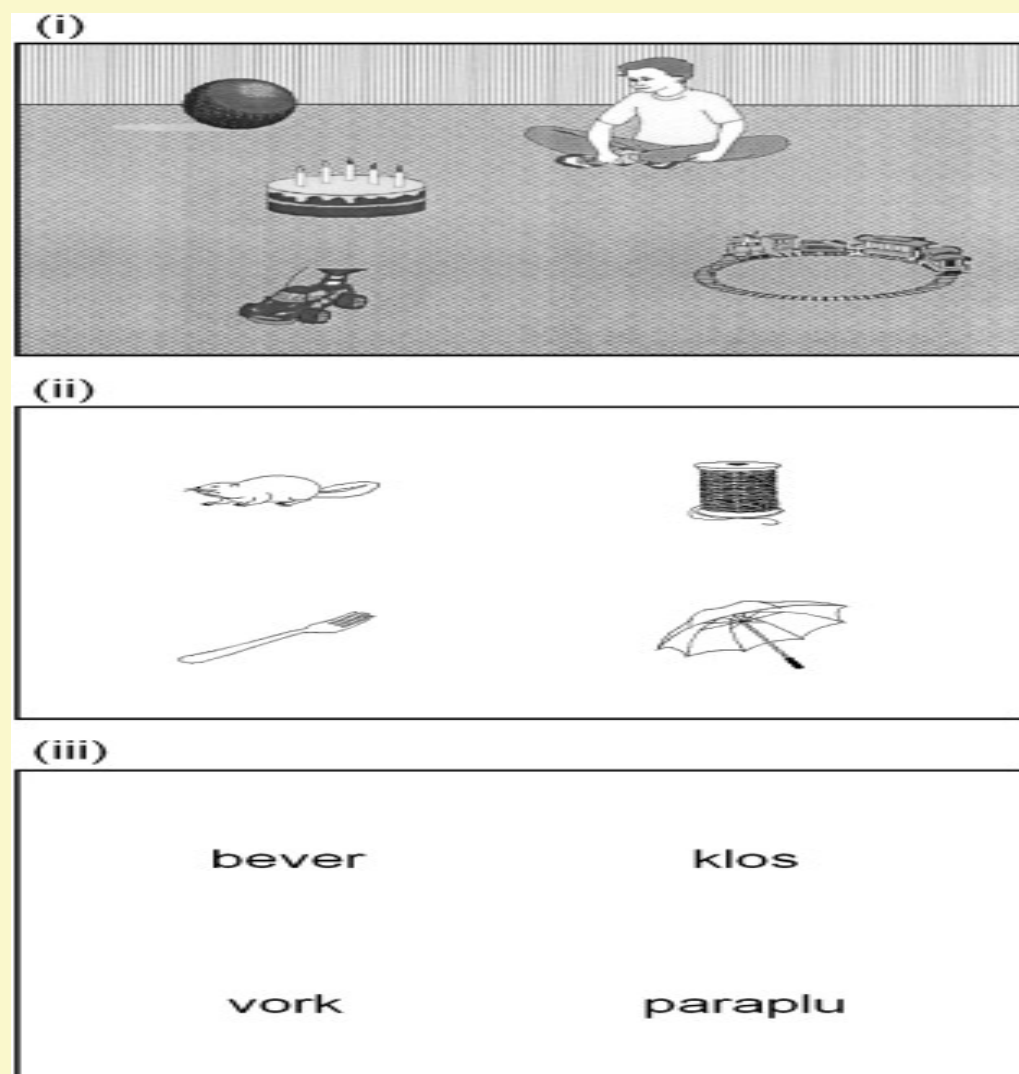 (i)
(ii)
(iii)
bever klos
vork paraplu